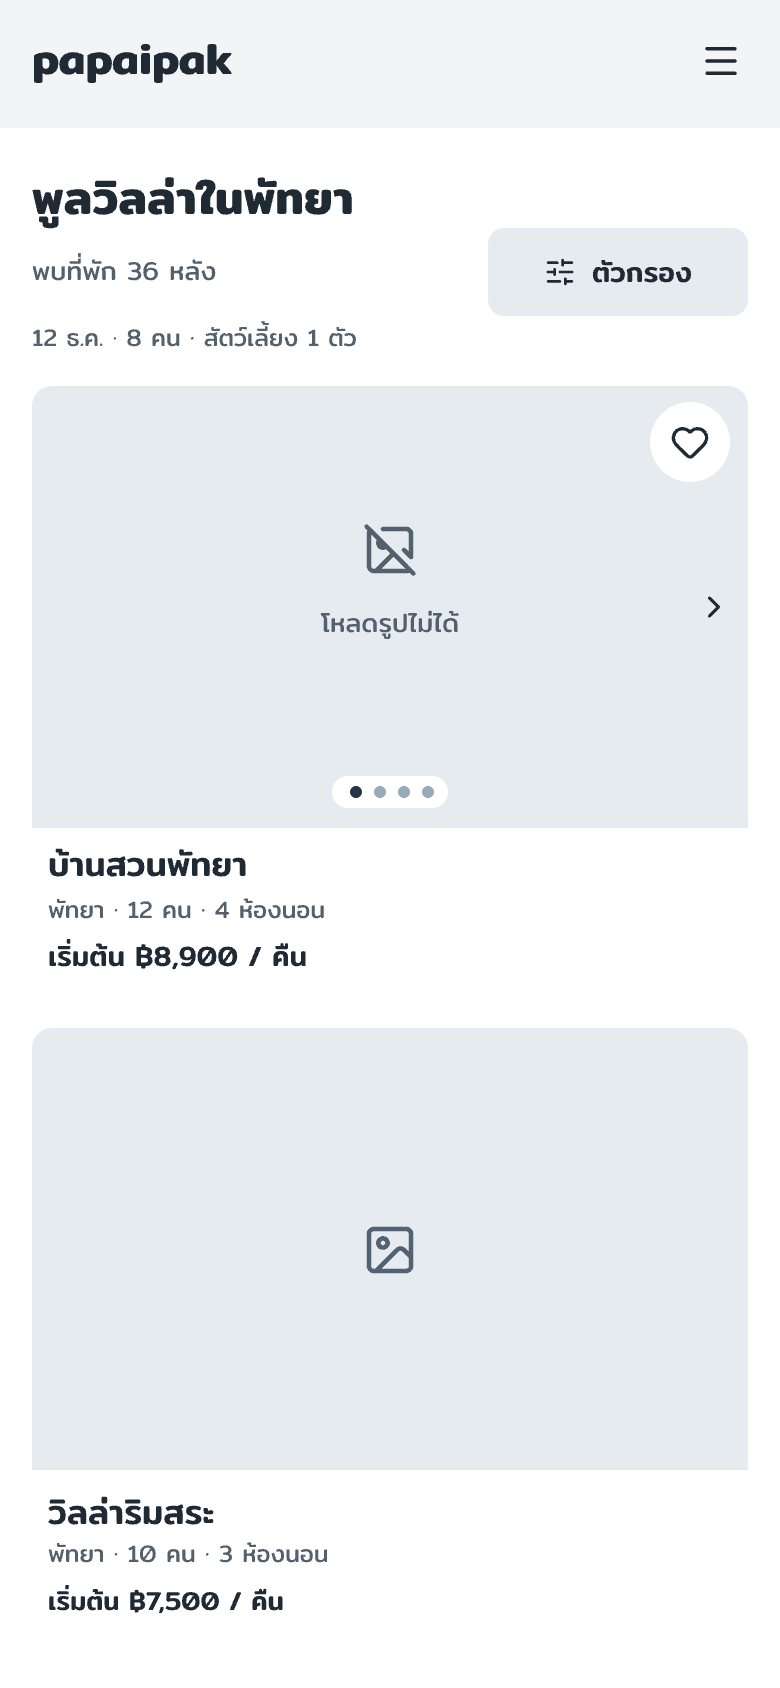 papaipak
พูลวิลล่าในพัทยา
พบที่พัก 36 หลัง
ตัวกรอง
12 ธ.ค. · 8 คน · สัตว์เลี้ยง 1 ตัว
โหลดรูปไม่ได้
บ้านสวนพัทยา
พัทยา · 12 คน · 4 ห้องนอน
เริ่มต้น ฿8,900 / คืน
วิลล่าริมสระ
พัทยา · 10 คน · 3 ห้องนอน
เริ่มต้น ฿7,500 / คืน